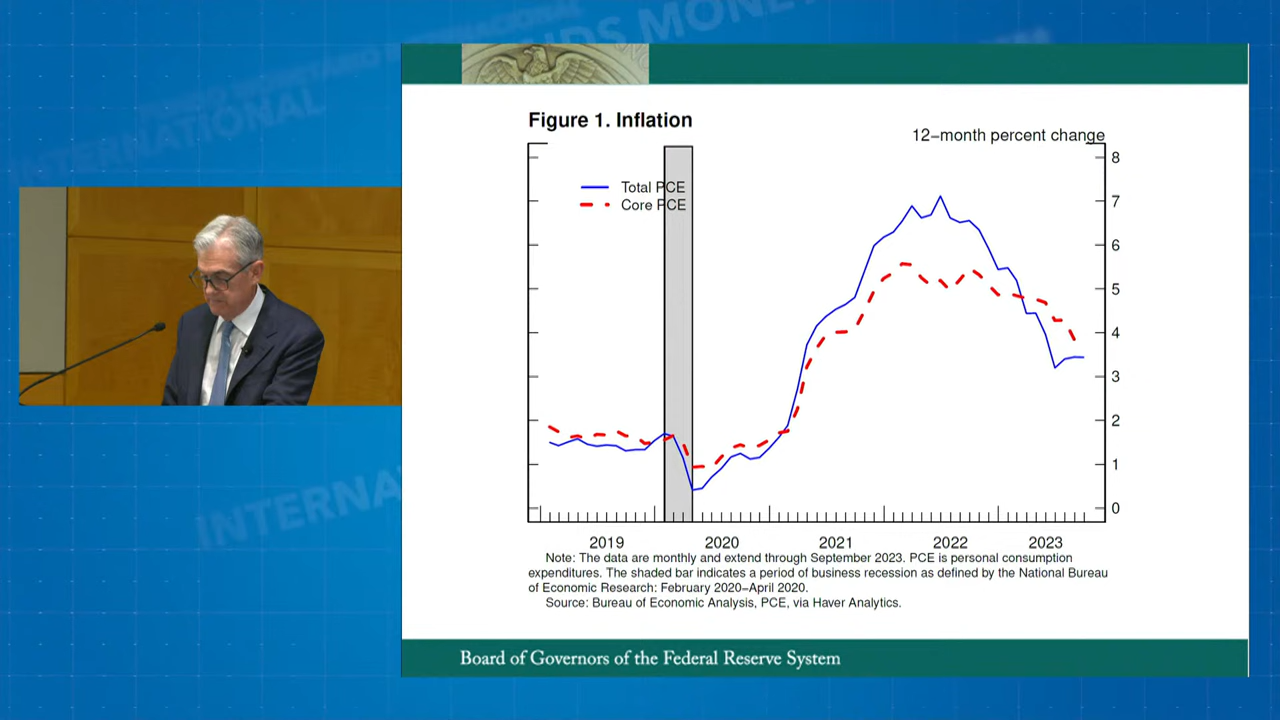 FONDS MONÉTAIRE
INTERNATIONAL
INTERNATIONAL
Figure 1. Inflation
12–month percent change
Total PCE
Core PCE
8
7
6
5
4
3
2
1
0
2019 2020 2021 2022 2023
Note: The data are monthly and extend through September 2023. PCE is personal consumption
expenditures. The shaded bar indicates a period of business recession as defined by the National Bureau
of Economic Research: February 2020–April 2020.
Source: Bureau of Economic Analysis, PCE, via Haver Analytics.
Board of Governors of the Federal Reserve System